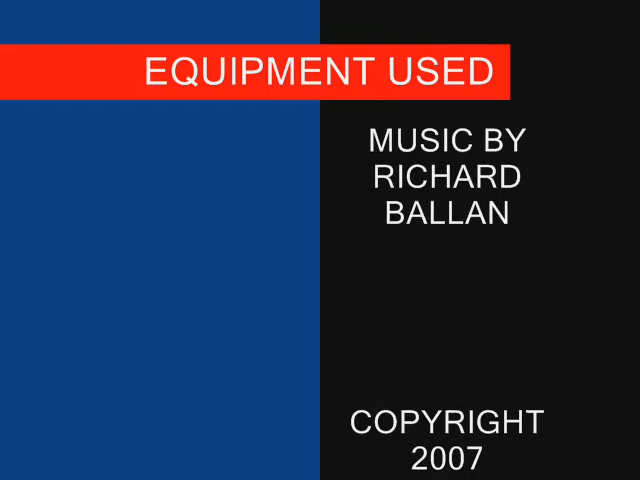 EQUIPMENT USED
MUSIC BY
RICHARD
BALLAN
COPYRIGHT
2007